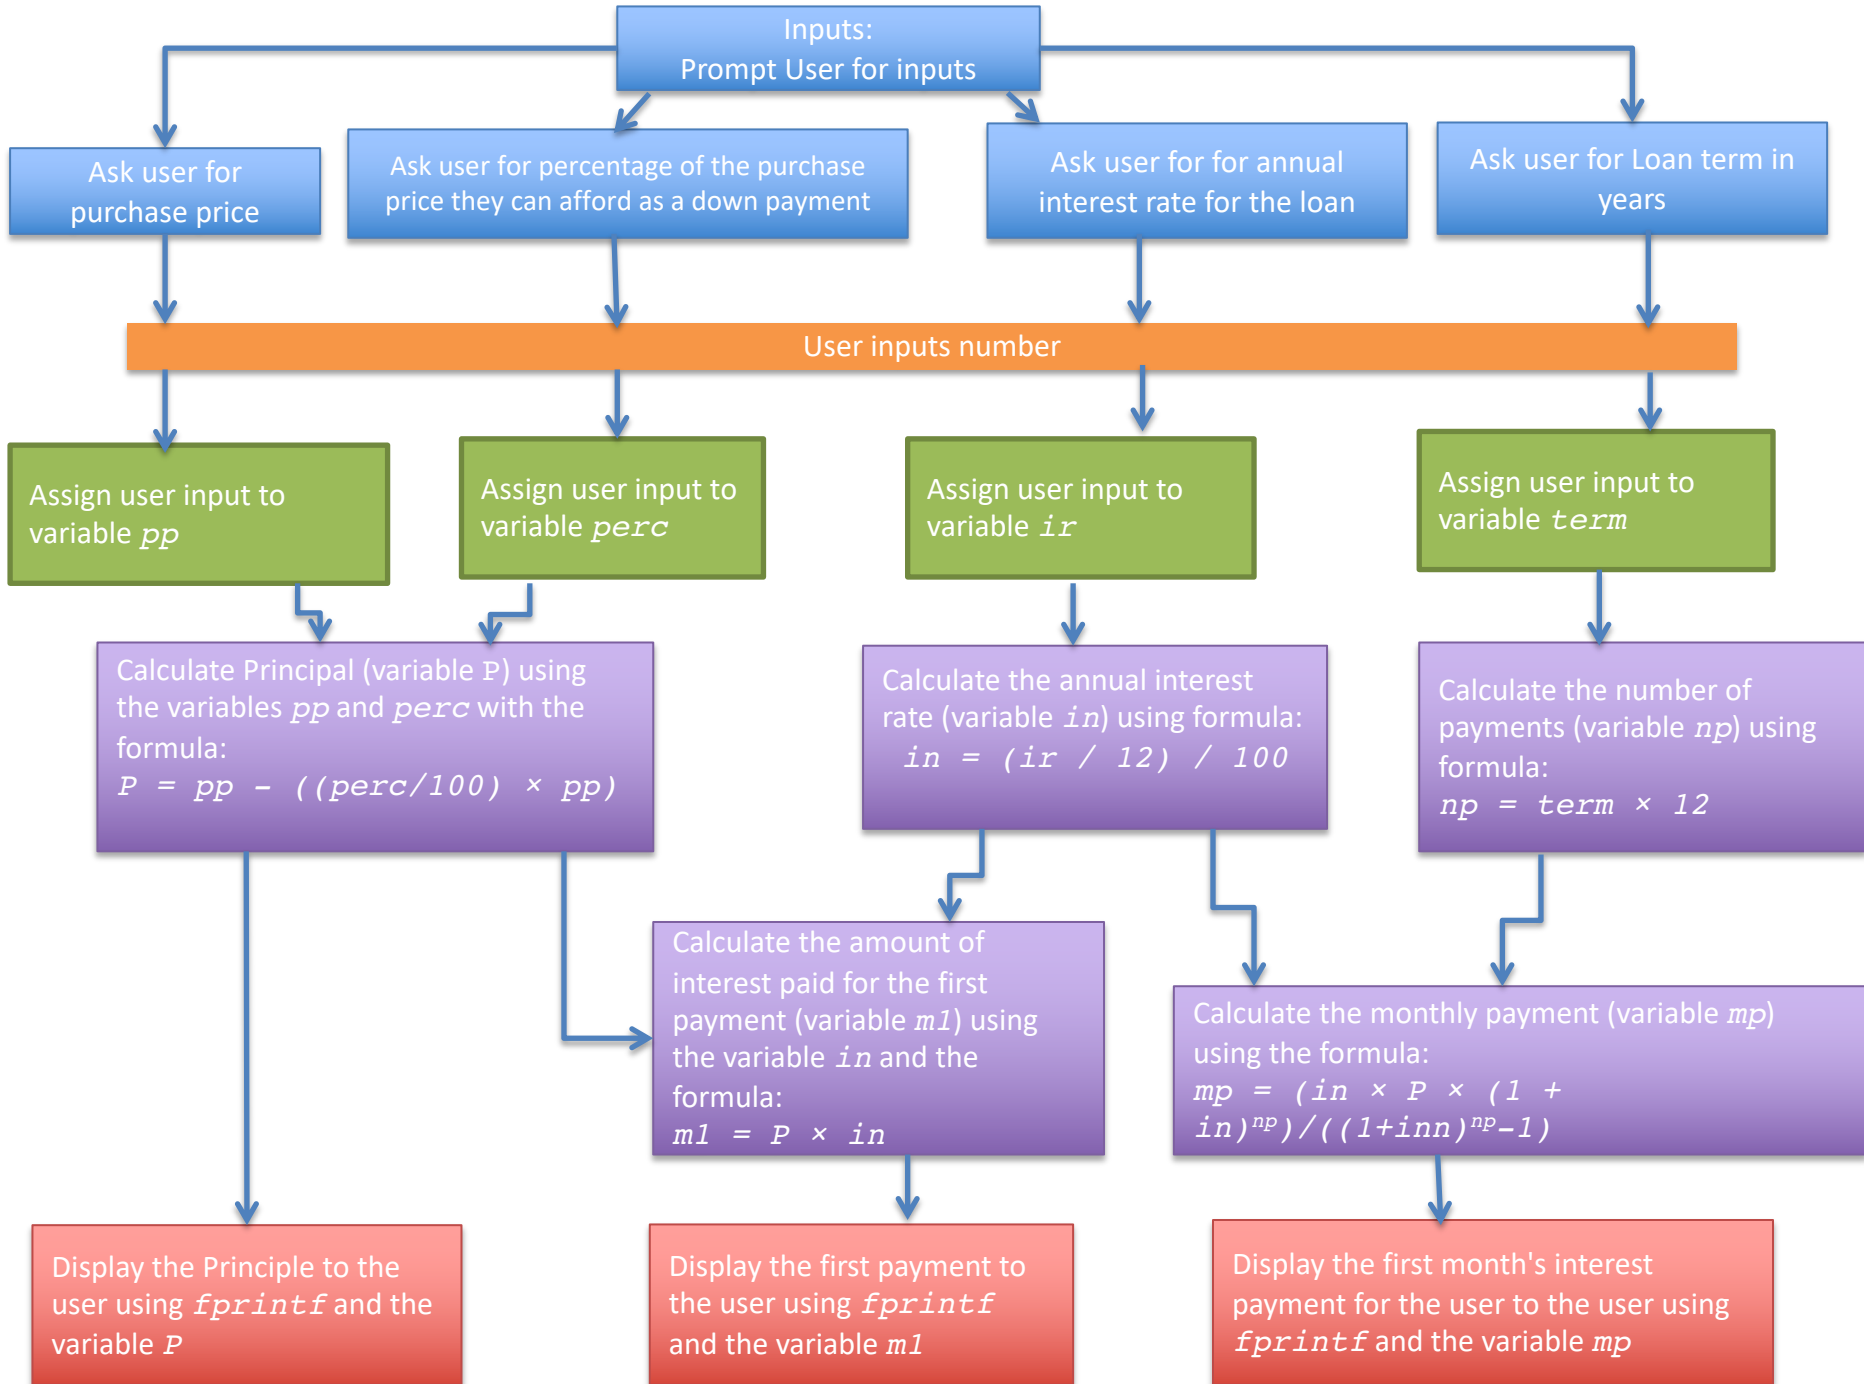 Inputs:
Prompt User for inputs
Ask user for
purchase price
Ask user for percentage of the purchase
price they can afford as a down payment
Ask user for for annual
interest rate for the loan
Ask user for Loan term in
years
User inputs number
Assign user input to
variable pp
Assign user input to
variable perc
Assign user input to
variable ir
Assign user input to
variable term
Calculate Principal (variable P) using
the variables pp and perc with the
formula:
P = pp – ((perc/100) × pp)
Calculate the annual interest
rate (variable in) using formula:
in = (ir / 12) / 100
Calculate the number of
payments (variable np) using
formula:
np = term × 12
Calculate the amount of
interest paid for the first
payment (variable m1) using
the variable in and the
formula:
m1 = P × in
Calculate the monthly payment (variable mp)
using the formula:
mp = (in × P × (1 +
in)^np)/((1+inn)^np-1)
Display the Principle to the
user using fprintf and the
variable P
Display the first payment to
the user using fprintf
and the variable m1
Display the first month's interest
payment for the user to the user using
fprintf and the variable mp